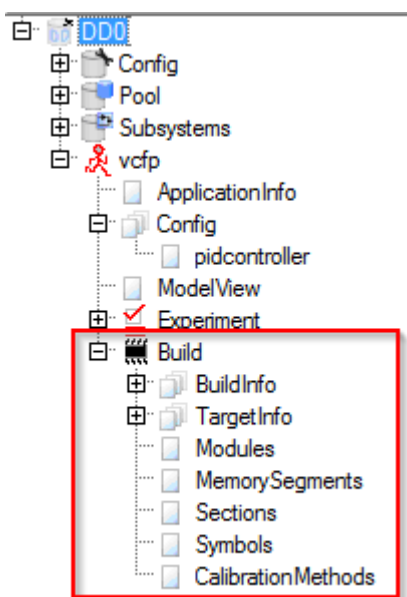 DD0
Config
Pool
Subsystems
vcfp
ApplicationInfo
Config
pidcontroller
ModelView
Experiment
Build
BuildInfo
TargetInfo
Modules
MemorySegments
Sections
Symbols
CalibrationMethods